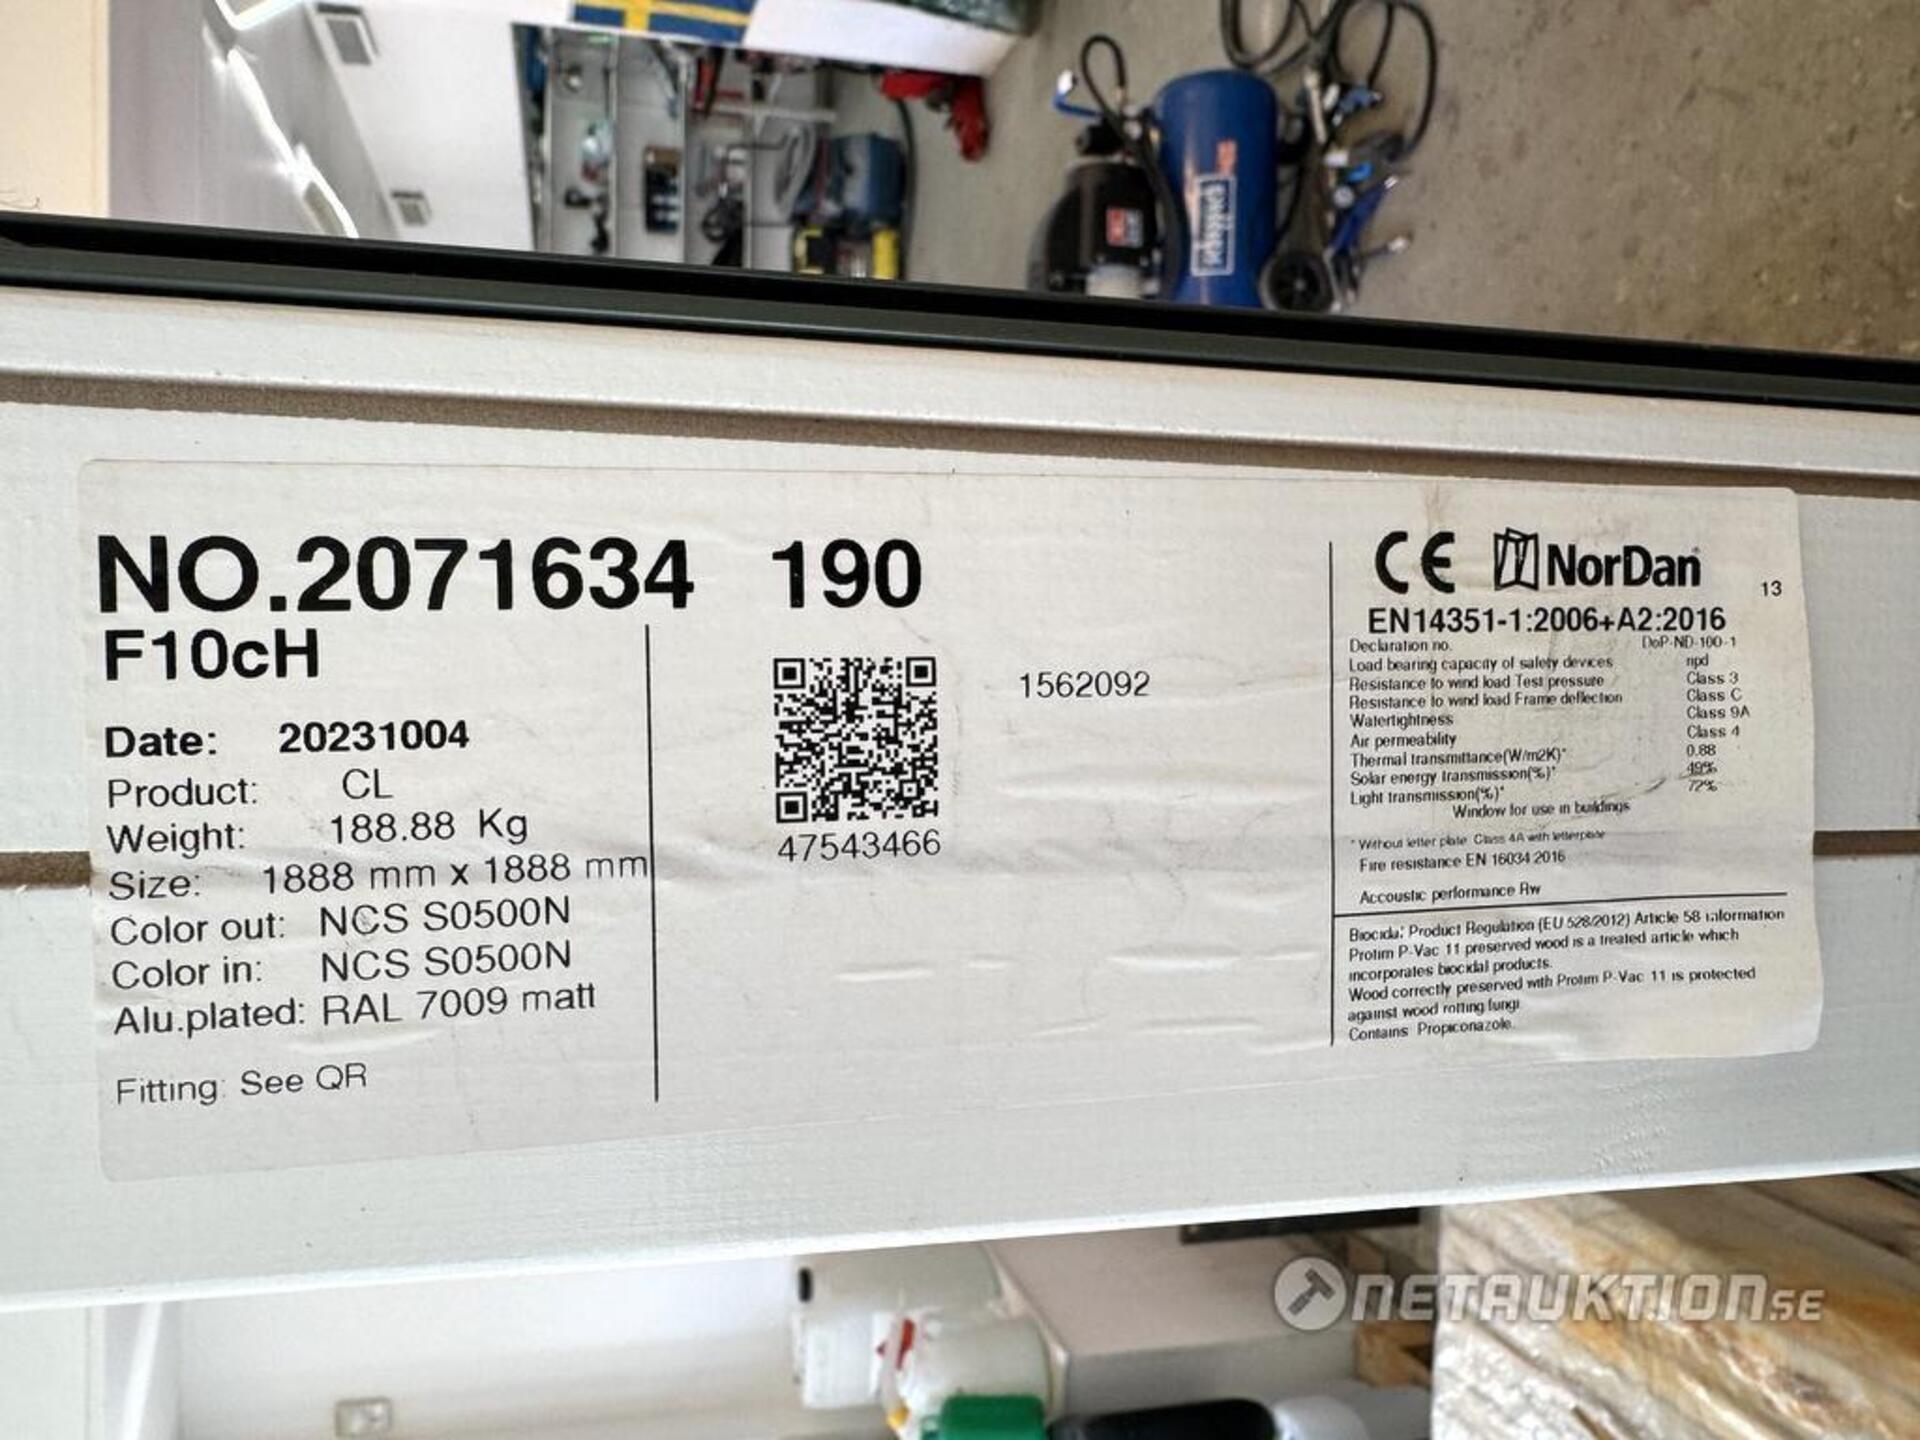 NO.2071634 190
F10cH
Date: 20231004
Product: CL
Weight: 188.88 Kg
Size: 1888 mm x 1888 mm
Color out: NCS S0500N
Color in: NCS S0500N
Alu.plated: RAL 7009 matt
Fitting: See QR
47543466
1562092
CE NorDan 13
EN14351-1:2006+A2:2016
Declaration no. DoP-ND-100-1
Load bearing capacity of safety devices npd
Resistance to wind load Test pressure Class 3
Resistance to wind load Frame deflection Class C
Watertightness Class 9A
Air permeability Class 4
Thermal transmittance(W/m2K)* 0.88
Solar energy transmission(%)* 49%
Light transmission(%)* 72%
Window for use in buildings
* Without letter plate. Class 4A with letterplate
Fire resistance EN 16034:2016
Accoustic performance Rw
Biocidal Product Regulation (EU 528/2012) Article 58 information
Protim P-Vac 11 preserved wood is a treated article which
incorporates biocidal products.
Wood correctly preserved with Protim P-Vac 11 is protected
against wood rotting fungi
Contains: Propiconazole.
scheppach
NETAUKTION.SE